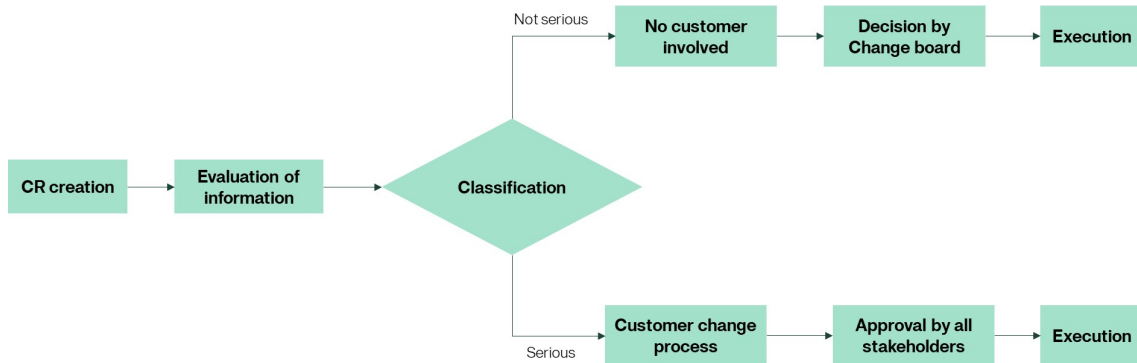 Not serious
No customer
involved
Decision by
Change board
Execution
CR creation
Evaluation of
information
Classification
Serious
Customer change
process
Approval by all
stakeholders
Execution